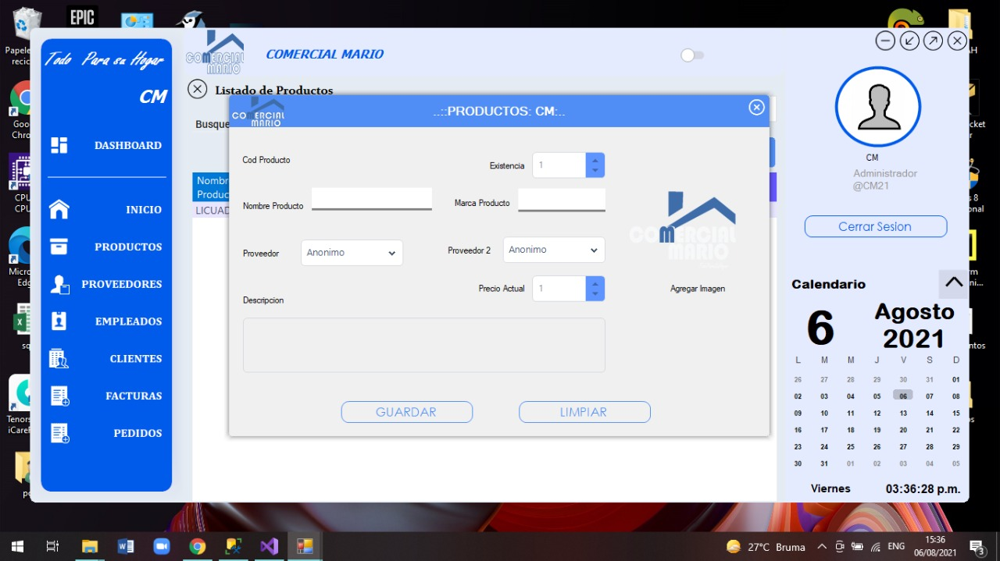 EPIC
Todo Para su Hogar
CM
DASHBOARD
INICIO
PRODUCTOS
PROVEEDORES
EMPLEADOS
CLIENTES
FACTURAS
PEDIDOS
COMERCIAL
MARIO
COMERCIAL MARIO
Listado de Productos
Busque
Nombr
Produc
LICUAD
COMERCIAL
MARIO
..::PRODUCTOS: CM:..
Cod Producto
Existencia
1
Nombre Producto
Marca Producto
Proveedor
Anonimo
Proveedor 2
Anonimo
Precio Actual
1
Descripcion
COMERCIAL
MARIO
Agregar Imagen
GUARDAR
LIMPIAR
CM
Administrador
@CM21
Cerrar Sesion
Calendario
6
Agosto
2021
L M M J V S D
26 27 28 29 30 31 01
02 03 04 05 06 07 08
09 10 11 12 13 14 15
16 17 18 19 20 21 22
23 24 25 26 27 28 29
30 31 01 02 03 04 05
Viernes
03:36:28 p.m.
Papele
recic
Goo
Chro
CPU
CPU
Micro
Edg
sq
Tenors
iCareF
po
AH
cket
r
s 8
onal
rm
ni...
ntos
os
27°C Bruma
ENG
15:36
06/08/2021
3